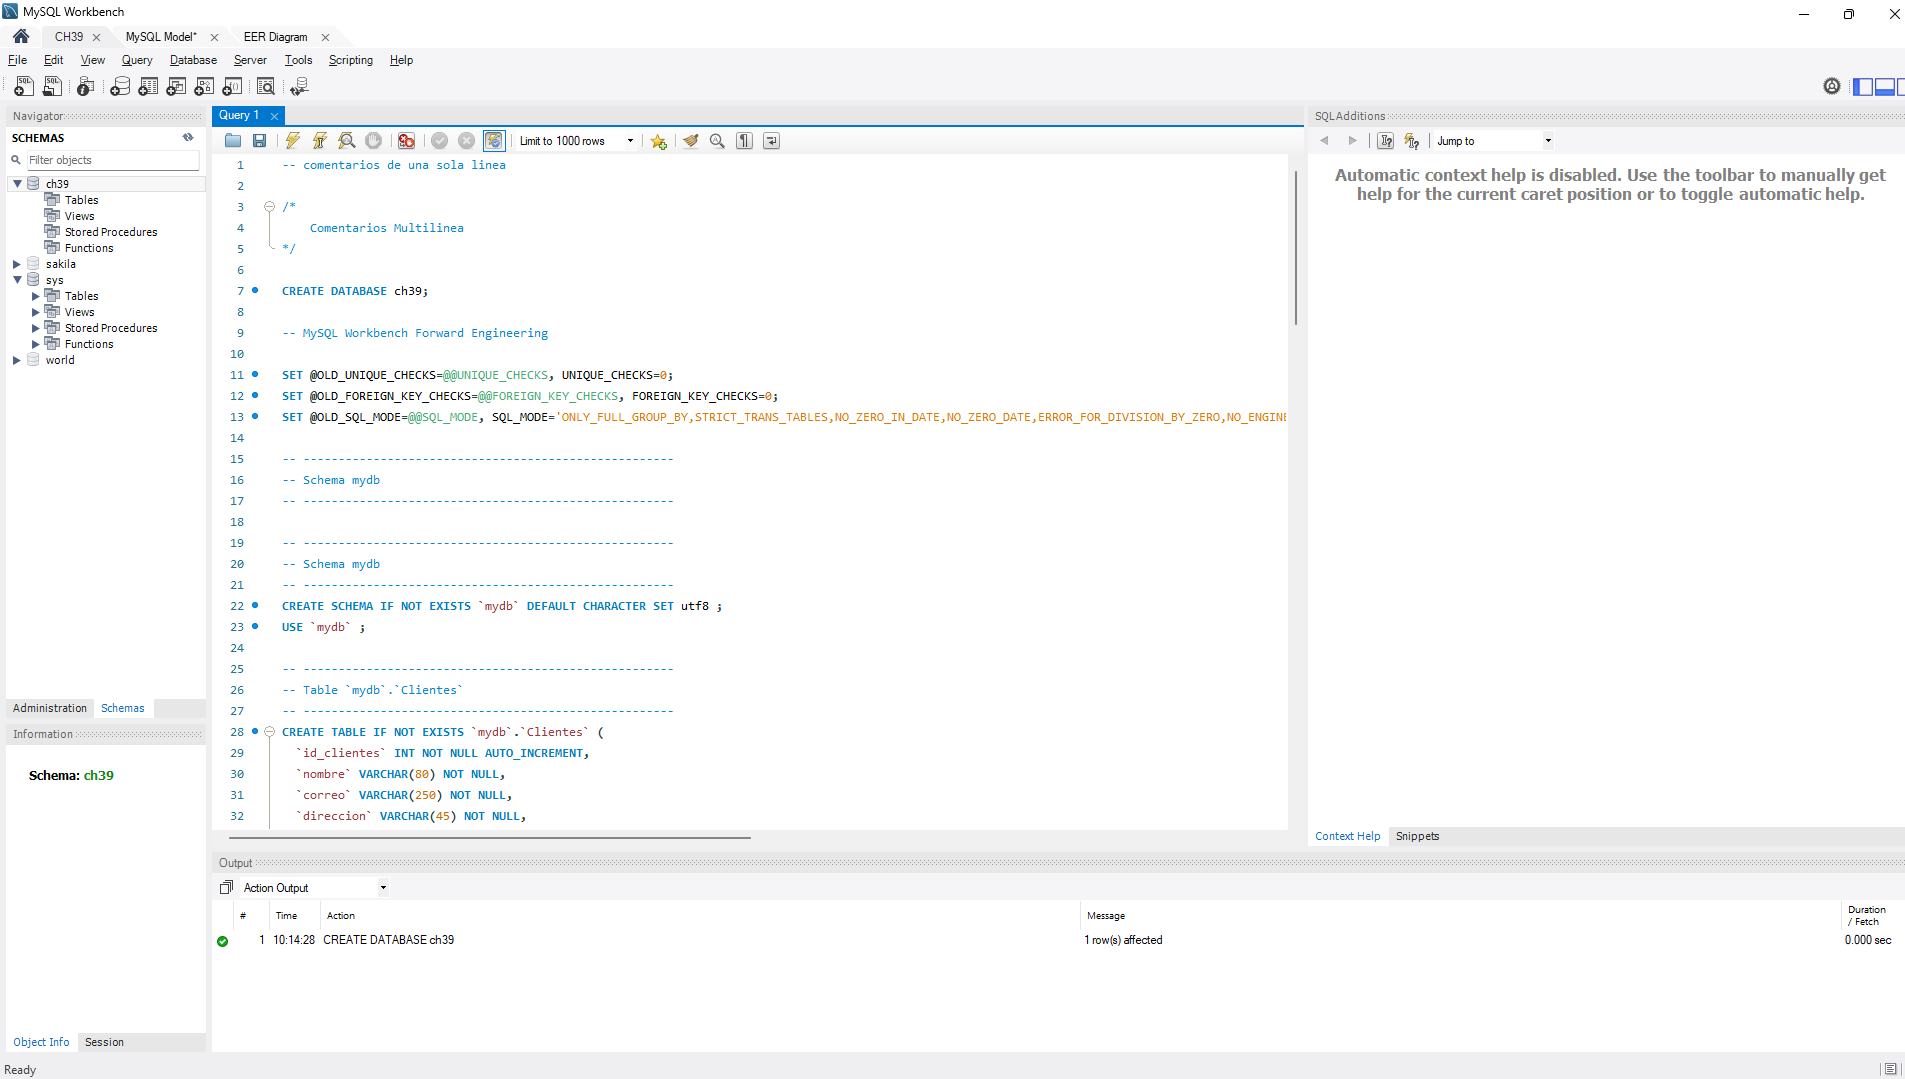 MySQL Workbench
CH39
MySQL Model*
EER Diagram
File Edit View Query Database Server Tools Scripting Help
Navigator
SCHEMAS
Filter objects
ch39
Tables
Views
Stored Procedures
Functions
sakila
sys
Tables
Views
Stored Procedures
Functions
world
Administration Schemas
Information
Schema: ch39
Object Info Session
Query 1
Limit to 1000 rows
1 -- comentarios de una sola linea
2
3 /*
4 Comentarios Multilinea
5 */
6
7 CREATE DATABASE ch39;
8
9 -- MySQL Workbench Forward Engineering
10
11 SET @OLD_UNIQUE_CHECKS=@@UNIQUE_CHECKS, UNIQUE_CHECKS=0;
12 SET @OLD_FOREIGN_KEY_CHECKS=@@FOREIGN_KEY_CHECKS, FOREIGN_KEY_CHECKS=0;
13 SET @OLD_SQL_MODE=@@SQL_MODE, SQL_MODE='ONLY_FULL_GROUP_BY,STRICT_TRANS_TABLES,NO_ZERO_IN_DATE,NO_ZERO_DATE,ERROR_FOR_DIVISION_BY_ZERO,NO_ENGINE
14
15 -- -----------------------------------------------------
16 -- Schema mydb
17 -- -----------------------------------------------------
18
19 -- -----------------------------------------------------
20 -- Schema mydb
21 -- -----------------------------------------------------
22 CREATE SCHEMA IF NOT EXISTS `mydb` DEFAULT CHARACTER SET utf8 ;
23 USE `mydb` ;
24
25 -- -----------------------------------------------------
26 -- Table `mydb`.`Clientes`
27 -- -----------------------------------------------------
28 CREATE TABLE IF NOT EXISTS `mydb`.`Clientes` (
29 `id_clientes` INT NOT NULL AUTO_INCREMENT,
30 `nombre` VARCHAR(80) NOT NULL,
31 `correo` VARCHAR(250) NOT NULL,
32 `direccion` VARCHAR(45) NOT NULL,
SQLAdditions
Jump to
Automatic context help is disabled. Use the toolbar to manually get
help for the current caret position or to toggle automatic help.
Context Help Snippets
Output
Action Output
# Time Action Message Duration / Fetch
1 10:14:28 CREATE DATABASE ch39 1 row(s) affected 0.000 sec
Ready